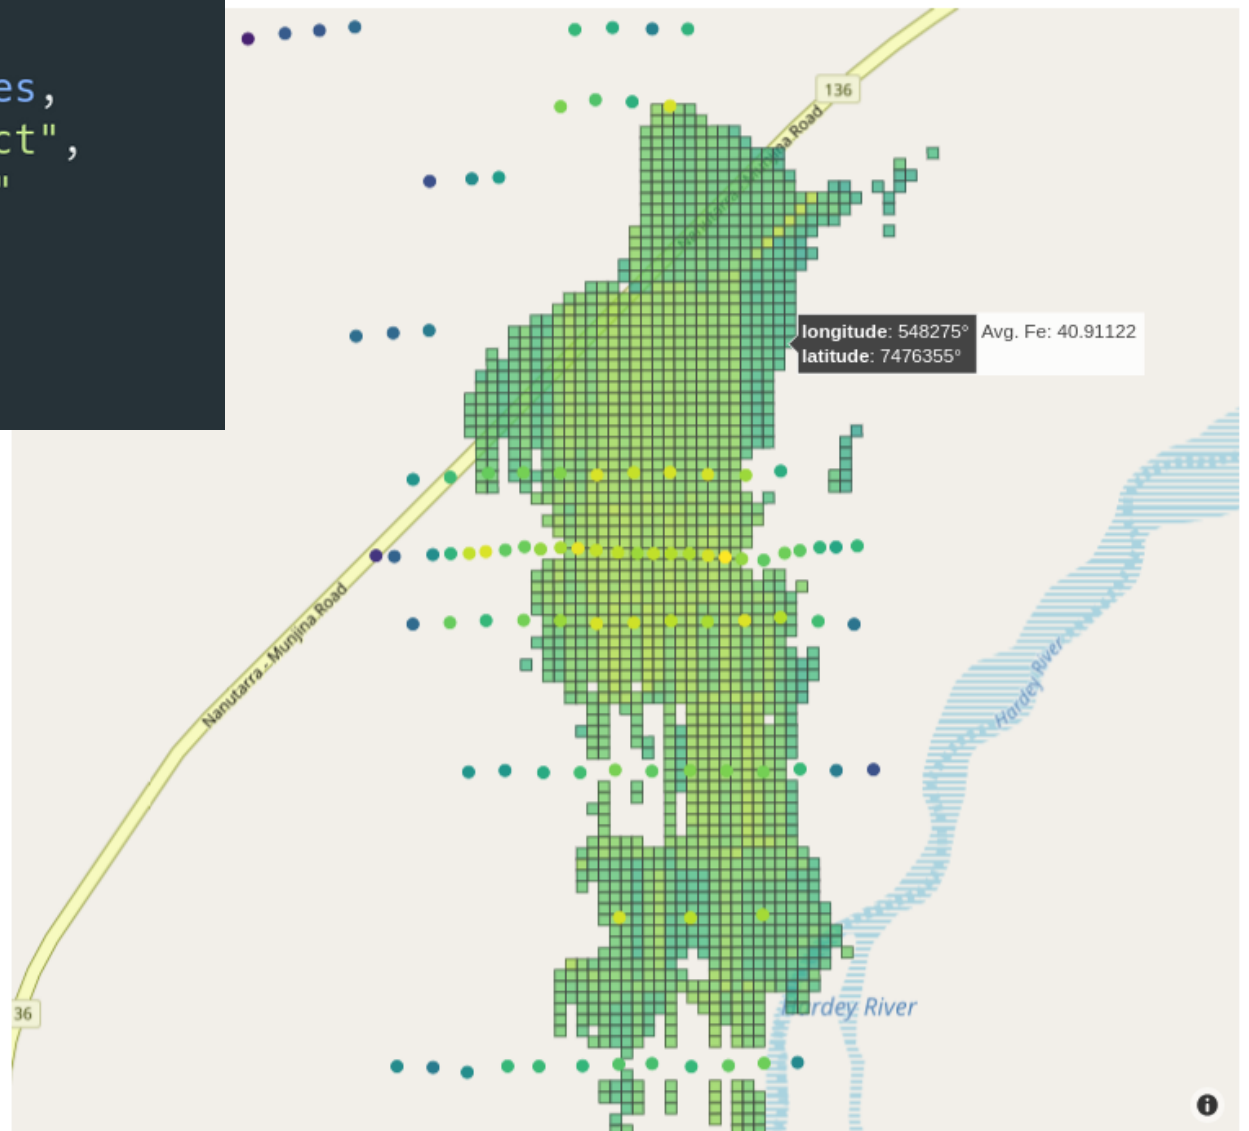 es,
ct",
"
136
na Road
longitude: 548275° Avg. Fe: 40.91122
latitude: 7476355°
Nanutarra - Munjina Road
Hardey River
36
rdey River